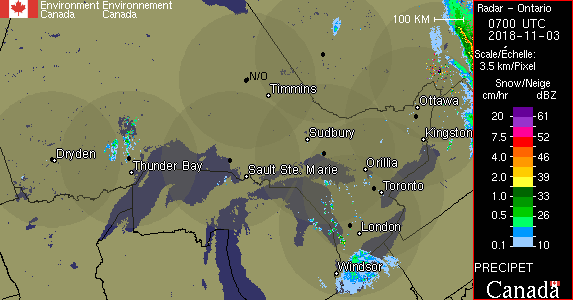 Environment Environnement
Canada Canada
100 KM
N/O
Timmins
Ottawa
Sudbury
Kingston
Dryden
Thunder Bay
Sault Ste. Marie
Orillia
Toronto
London
Windsor
Radar - Ontario
0700 UTC
2018-11-03
Scale/Échelle:
3.5 km/Pixel
Snow/Neige
cm/hr dBZ
20 61
7.5 52
4.0 46
2.0 39
1.0 33
0.5 26
0.1 10
PRECIPET
Canada